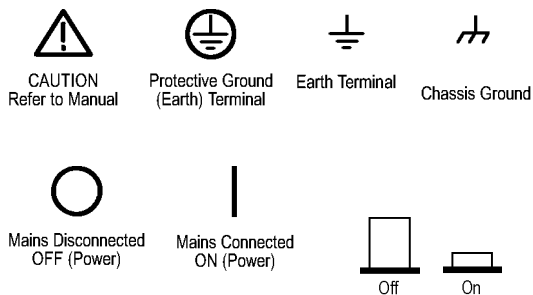 CAUTION
Refer to Manual
Protective Ground
(Earth) Terminal
Earth Terminal
Chassis Ground
Mains Disconnected
OFF (Power)
Mains Connected
ON (Power)
Off
On